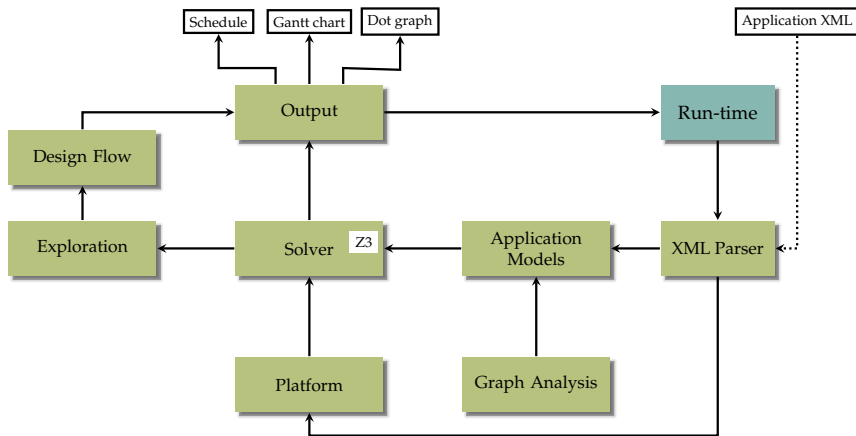 Schedule
Gantt chart
Dot graph
Application XML
Output
Run-time
Design Flow
Exploration
Solver
Z3
Application
Models
XML Parser
Platform
Graph Analysis